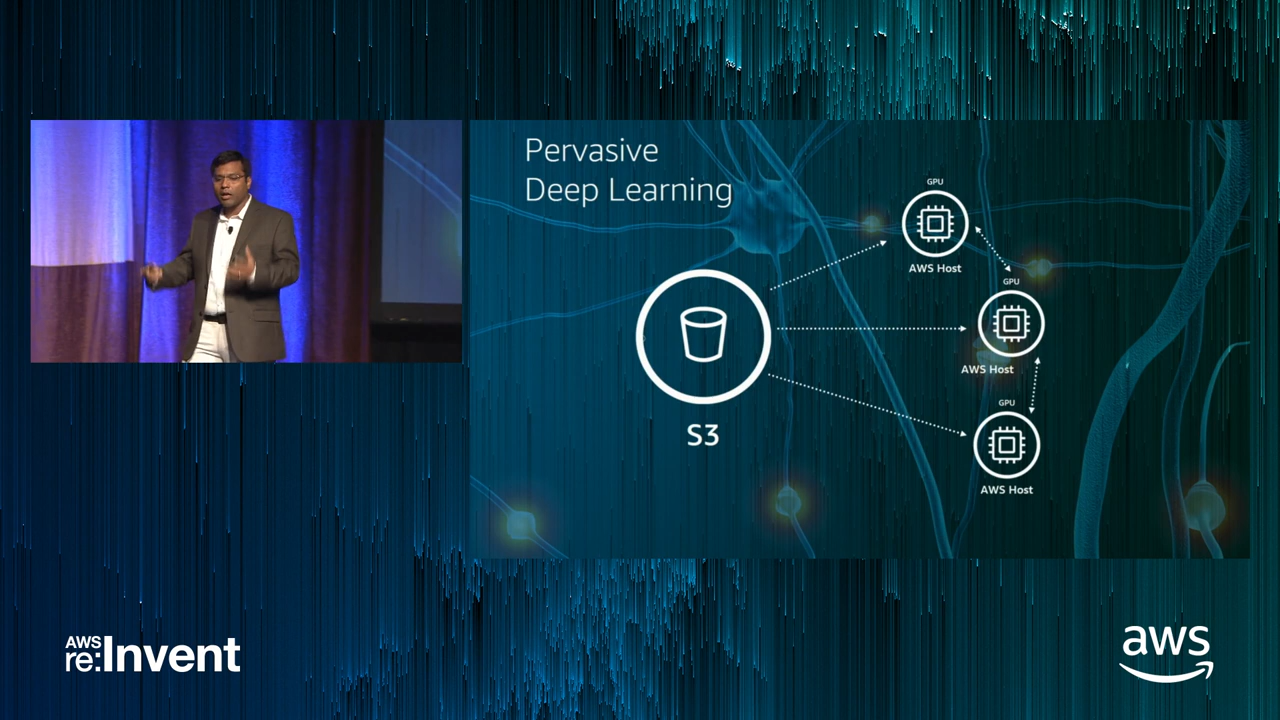 Pervasive
Deep Learning
GPU
AWS Host
GPU
AWS Host
S3
GPU
AWS Host
AWS
re:Invent
aws